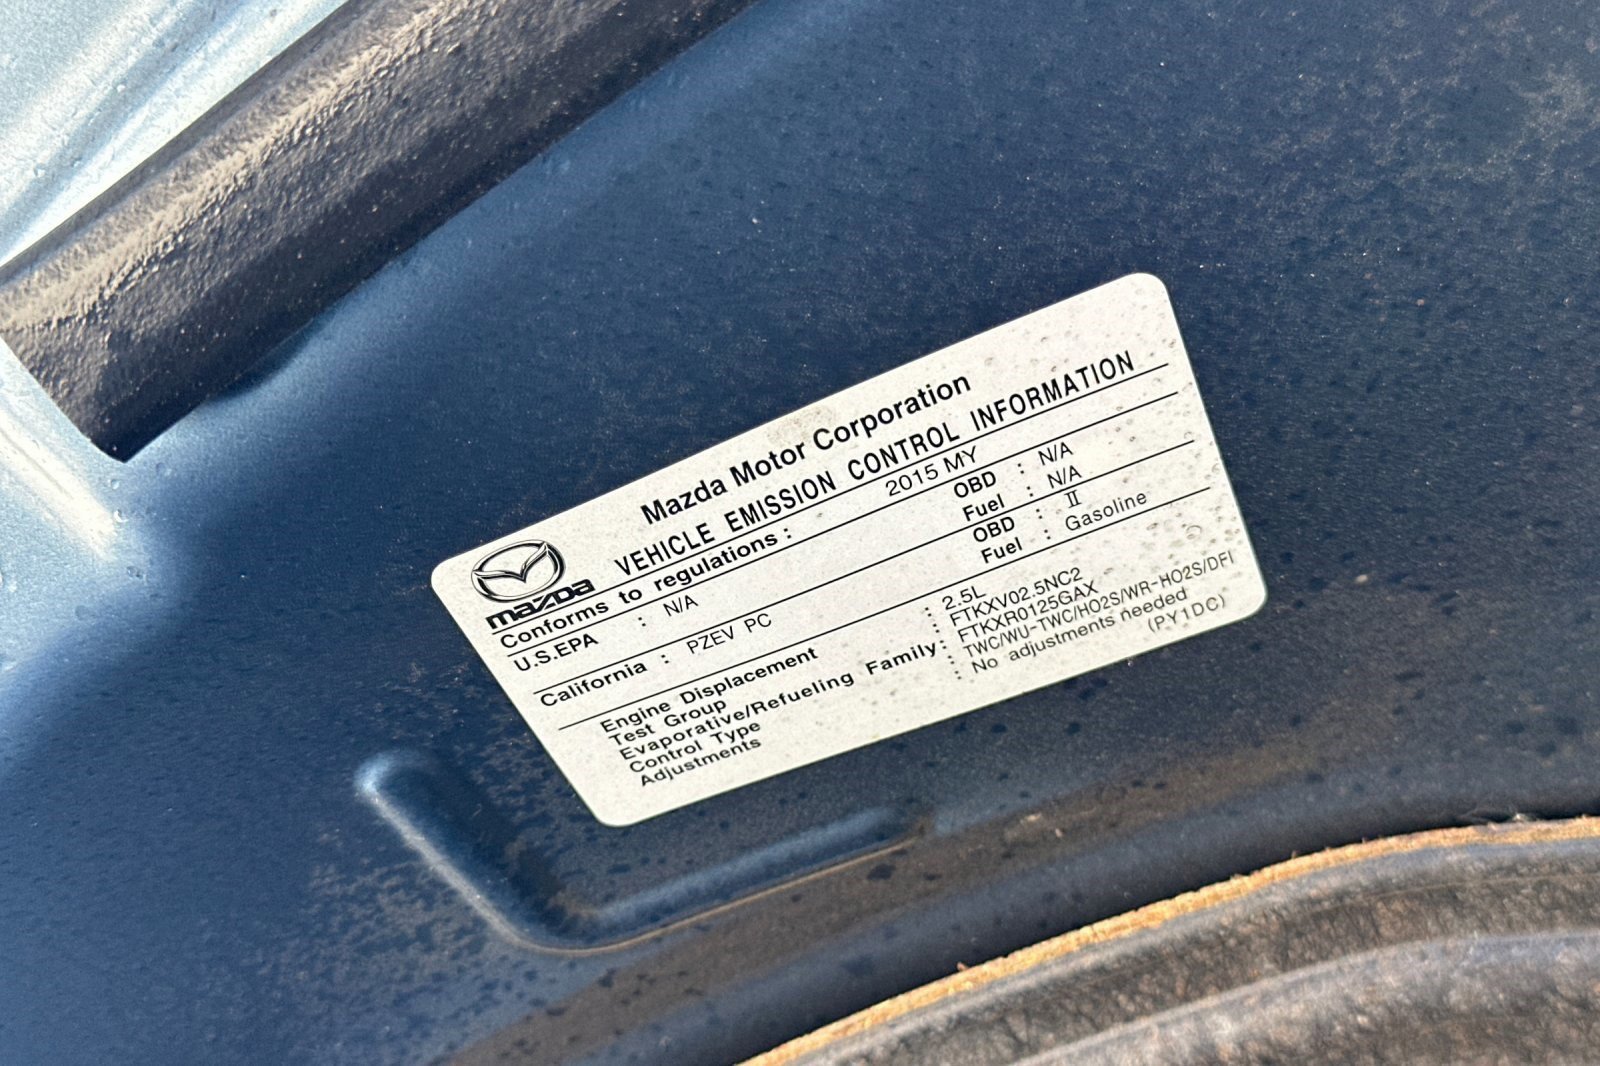 Mazda Motor Corporation
mazda VEHICLE EMISSION CONTROL INFORMATION
Conforms to regulations : 2015 MY
U.S.EPA : N/A OBD : N/A
Fuel : N/A
California : PZEV PC OBD : II
Fuel : Gasoline
Engine Displacement : 2.5L
Test Group : FTKXV02.5NC2
Evaporative/Refueling Family : FTKXR0125GAX
Control Type : TWC/WU-TWC/HO2S/WR-HO2S/DFI
Adjustments : No adjustments needed
(PY1DC)